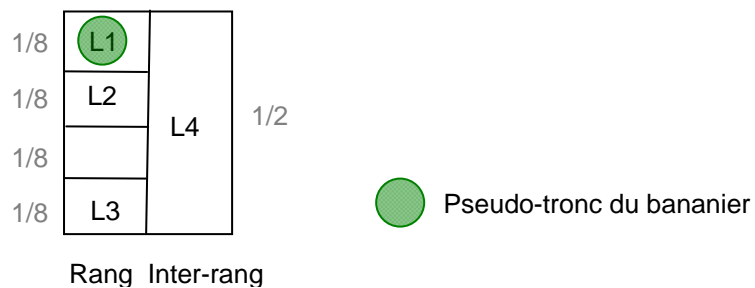 1/8 L1
1/8 L2
L4 1/2
1/8
1/8 L3
Pseudo-tronc du bananier
Rang Inter-rang